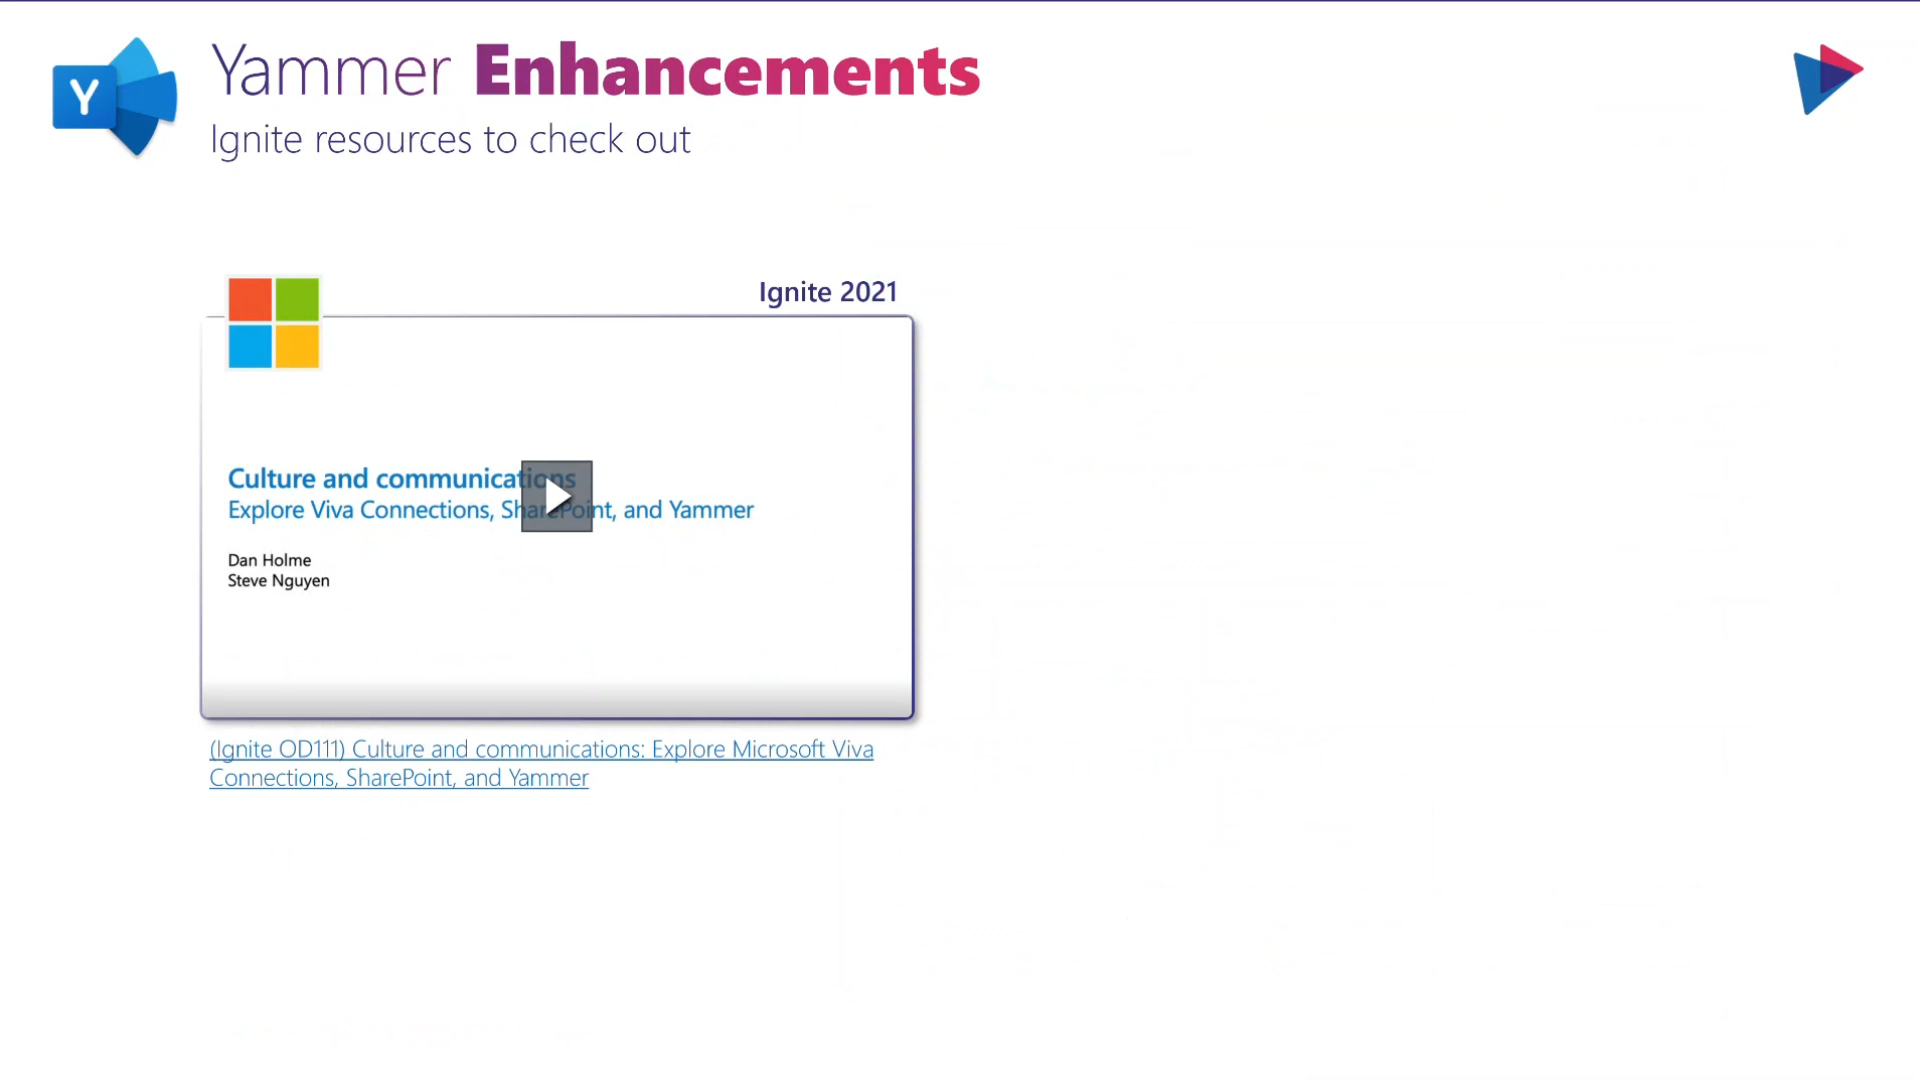 Y
Yammer Enhancements
Ignite resources to check out
Ignite 2021
Culture and communications
Explore Viva Connections, SharePoint, and Yammer
Dan Holme
Steve Nguyen
(Ignite OD111) Culture and communications: Explore Microsoft Viva
Connections, SharePoint, and Yammer